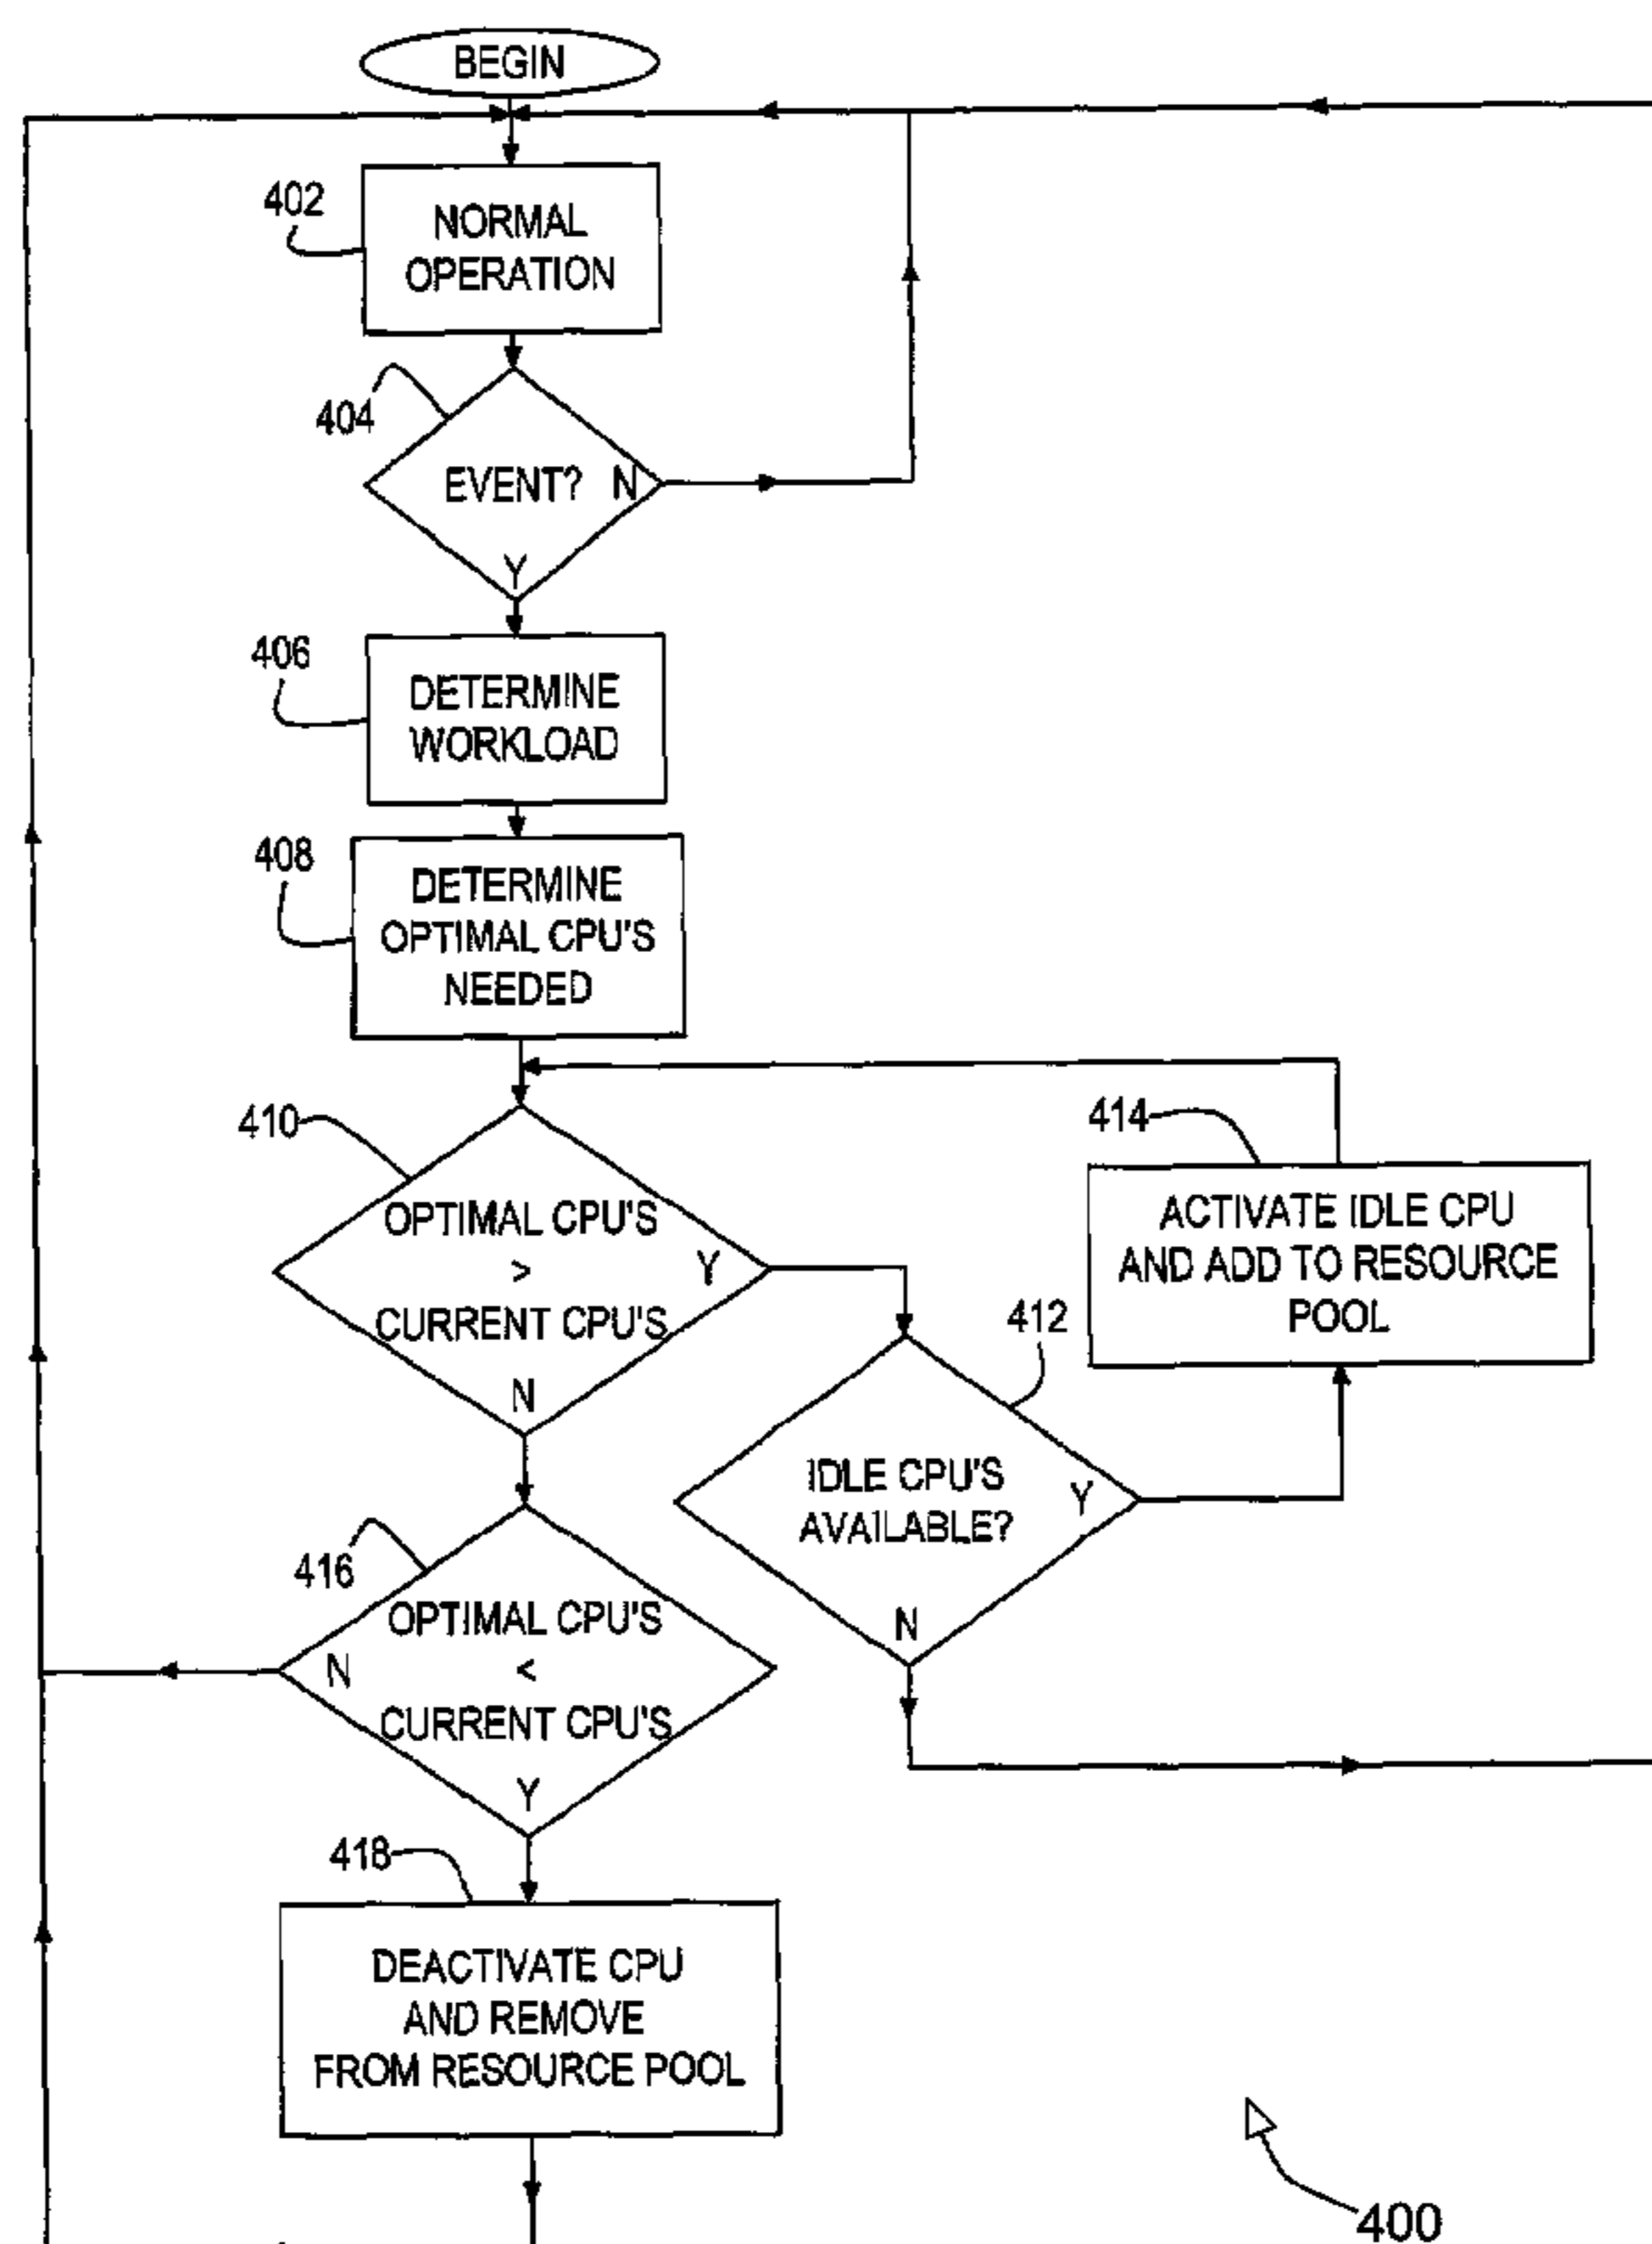 BEGIN
402
NORMAL
OPERATION
404
EVENT? N
Y
406
DETERMINE
WORKLOAD
408
DETERMINE
OPTIMAL CPU'S
NEEDED
410
OPTIMAL CPU'S
> Y
CURRENT CPU'S
N
414
ACTIVATE IDLE CPU
AND ADD TO RESOURCE
POOL
412
IDLE CPU'S
AVAILABLE?
Y
N
416
OPTIMAL CPU'S
N <
CURRENT CPU'S
Y
418
DEACTIVATE CPU
AND REMOVE
FROM RESOURCE POOL
400